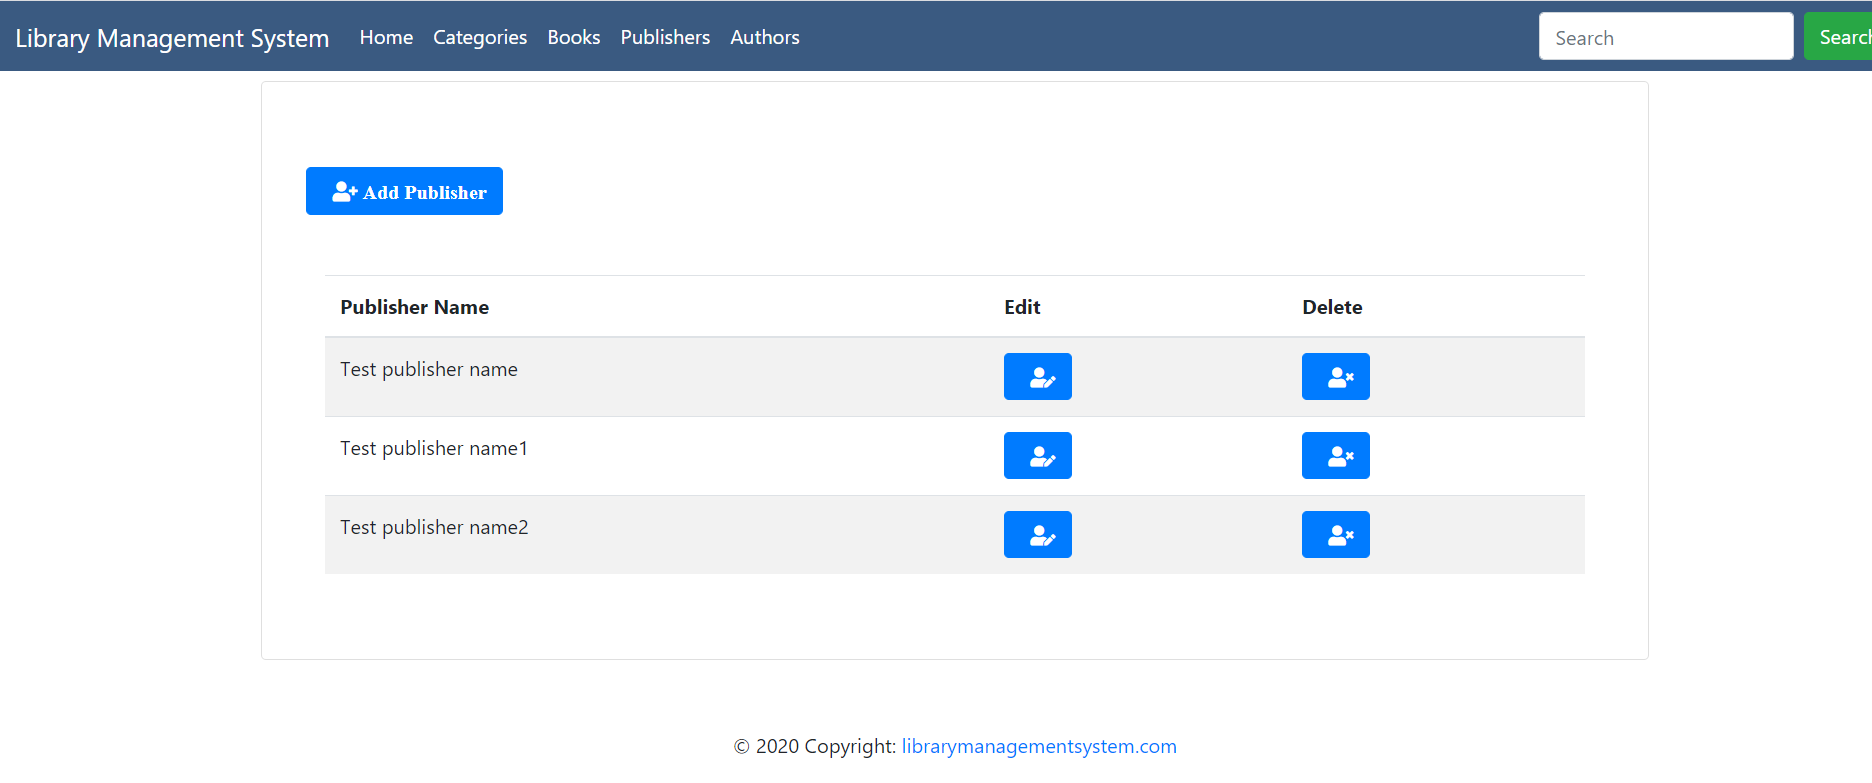 Library Management System Home Categories Books Publishers Authors Search Search
Add Publisher
Publisher Name Edit Delete
Test publisher name
Test publisher name1
Test publisher name2
© 2020 Copyright: librarymanagementsystem.com